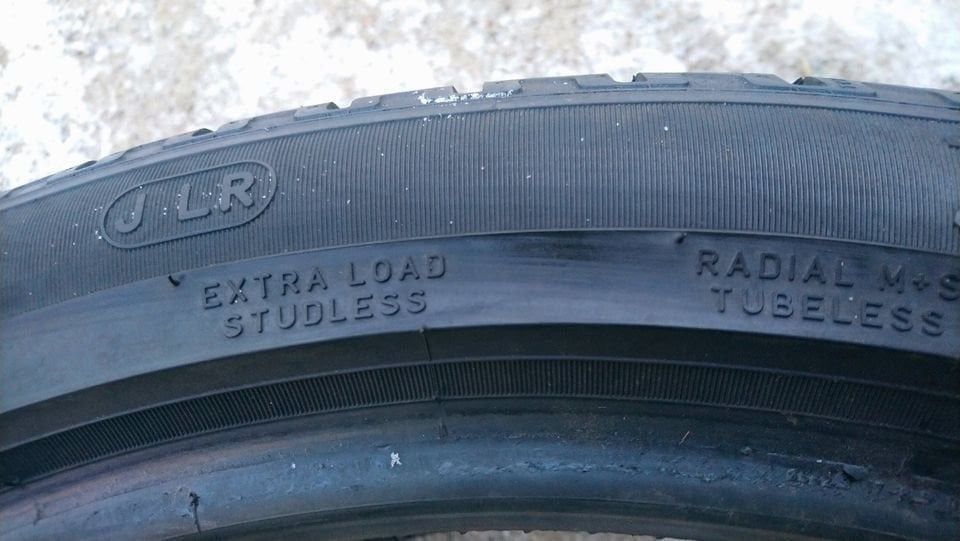 J LR
EXTRA LOAD
STUDLESS
RADIAL M+S
TUBELESS